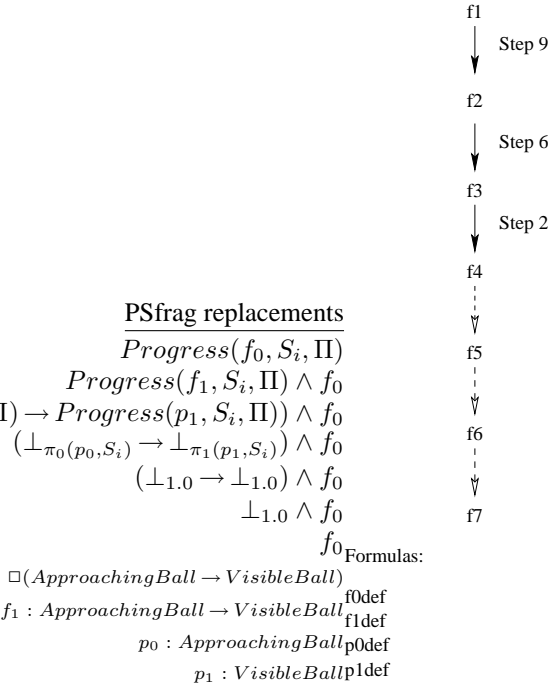 f1
Step 9
f2
Step 6
f3
Step 2
f4
f5
f6
f7
PSfrag replacements
Progress(f₀, Sᵢ, Π)
Progress(f₁, Sᵢ, Π) ∧ f₀
) → Progress(p₁, Sᵢ, Π)) ∧ f₀
(⊥_{π₀(p₀,Sᵢ)} → ⊥_{π₁(p₁,Sᵢ)}) ∧ f₀
(⊥₁.₀ → ⊥₁.₀) ∧ f₀
⊥₁.₀ ∧ f₀
f₀
Formulas:
□(ApproachingBall → VisibleBall)
f0def
f₁ : ApproachingBall → VisibleBall
f1def
p₀ : ApproachingBall
p0def
p₁ : VisibleBall
p1def